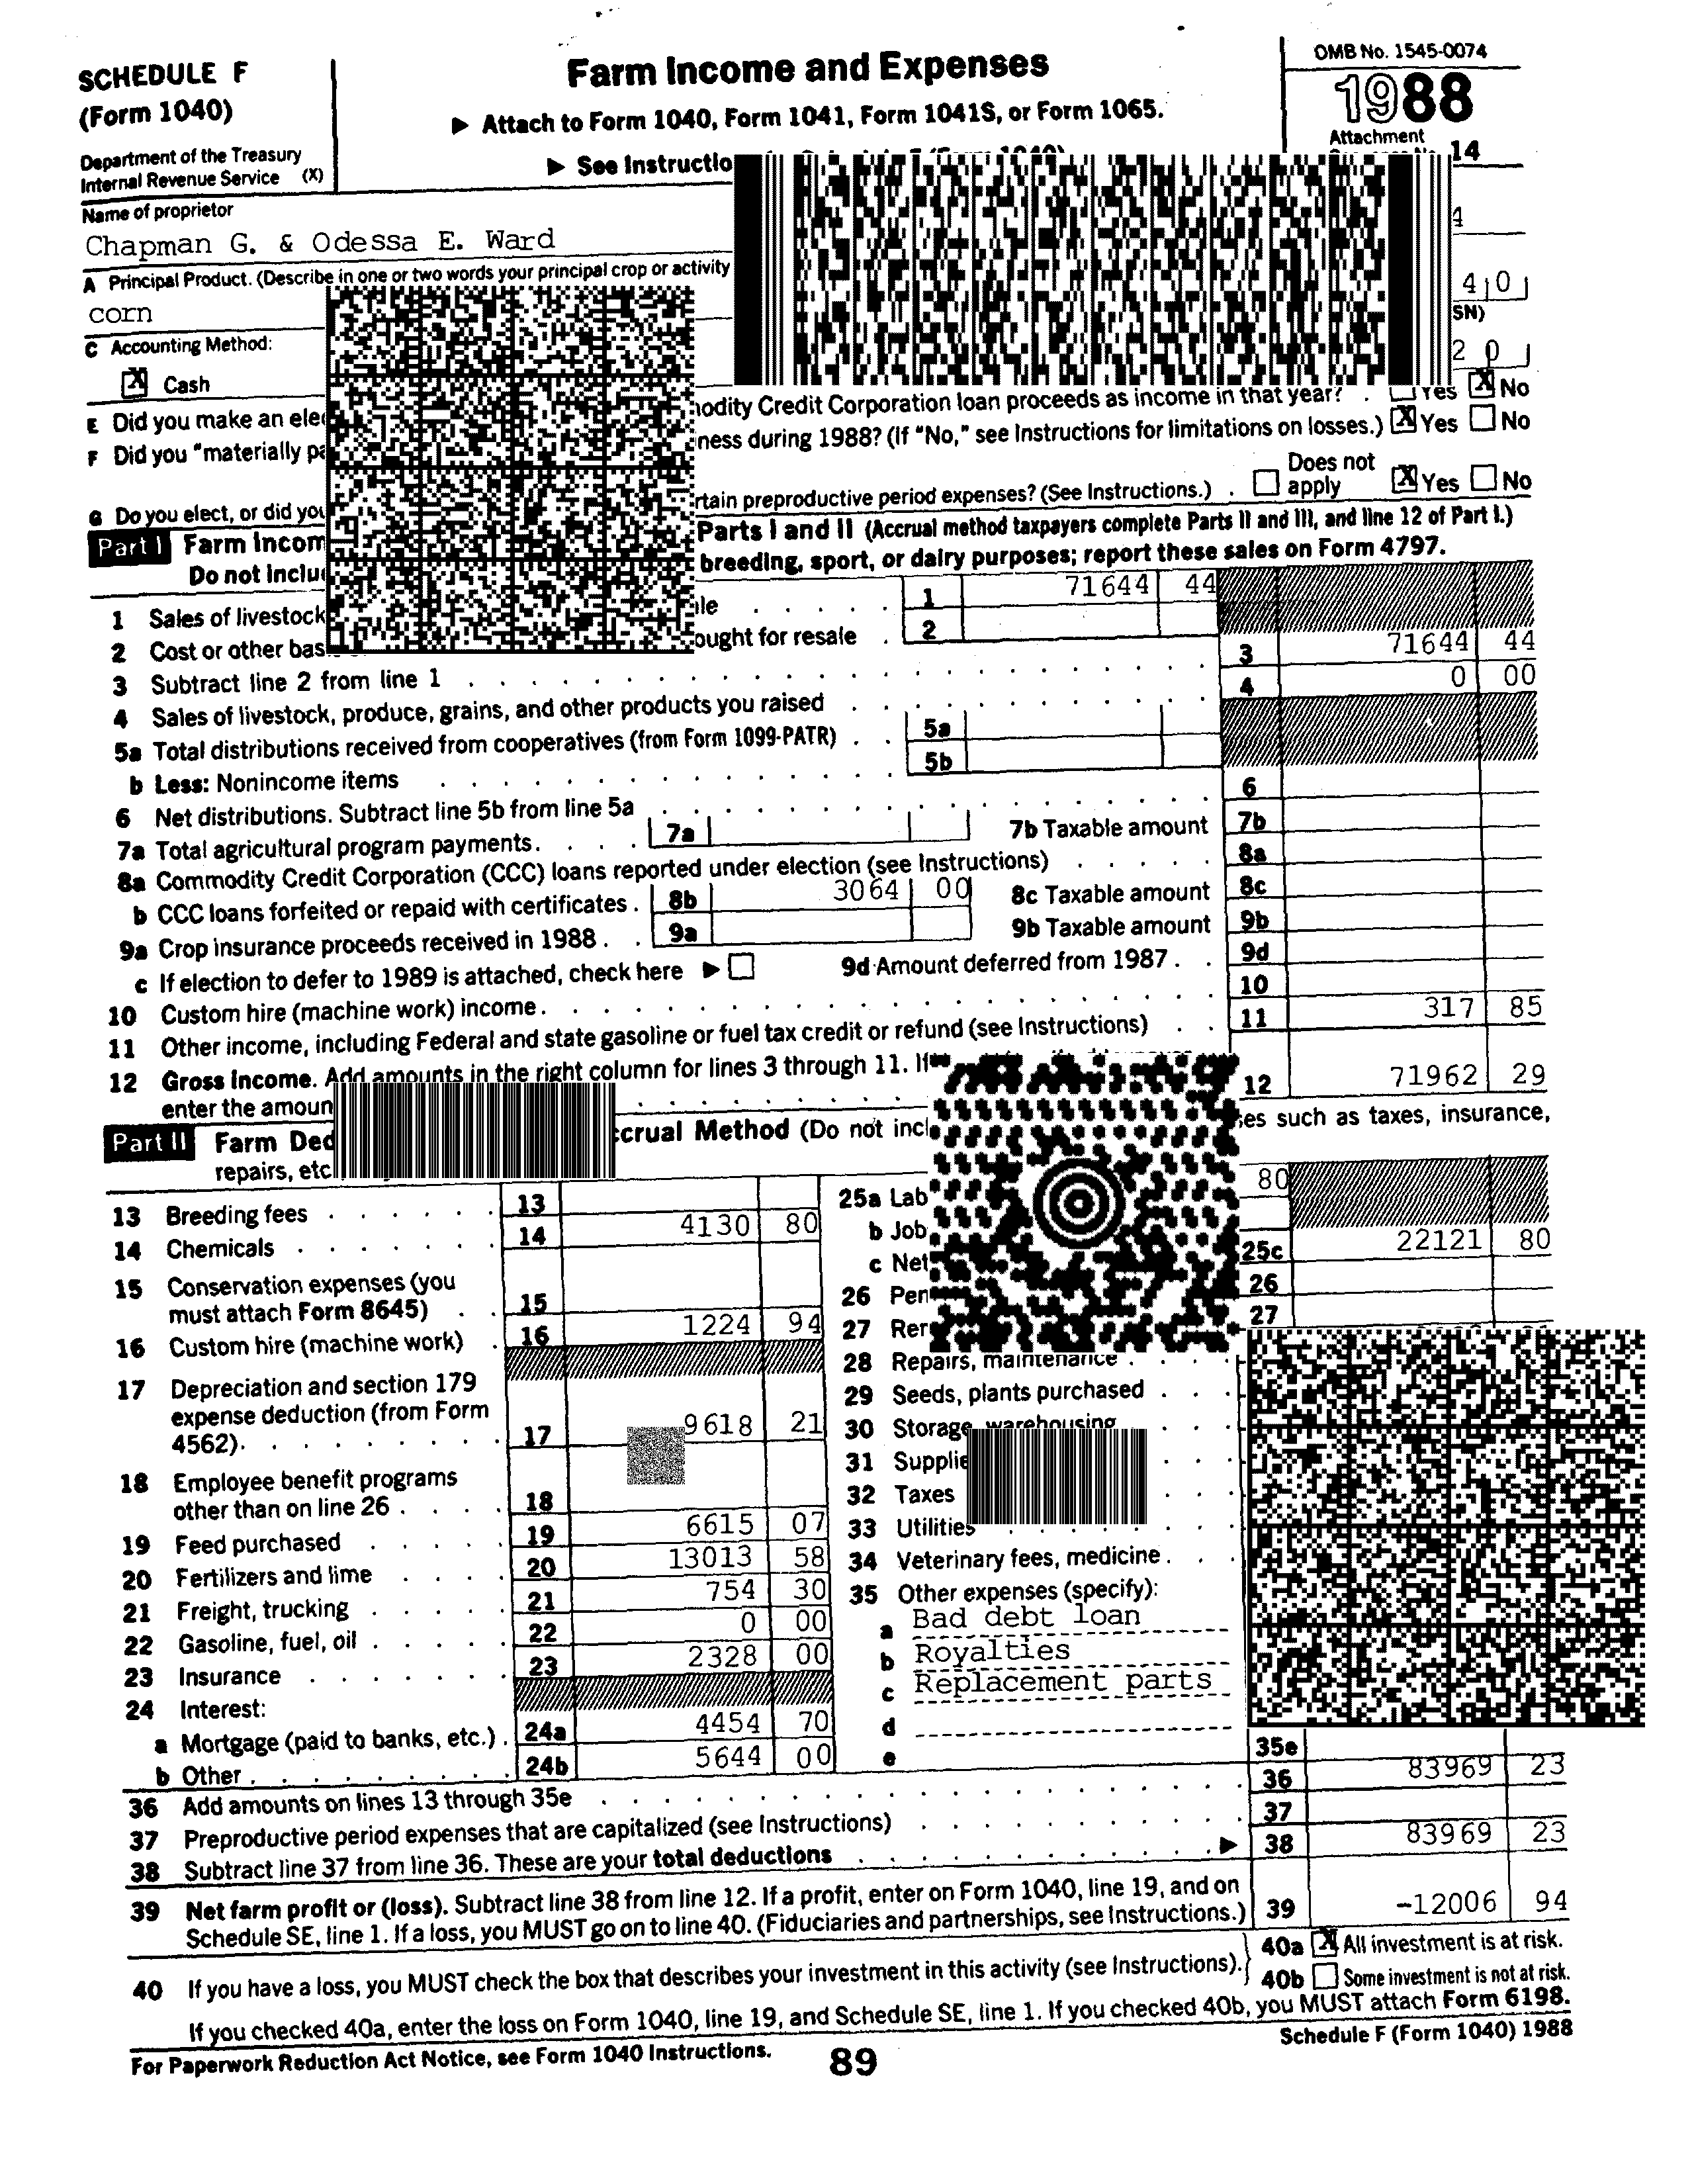 SCHEDULE F
(Form 1040)
Department of the Treasury
Internal Revenue Service (X)
Farm Income and Expenses
▶ Attach to Form 1040, Form 1041, Form 1041S, or Form 1065.
▶ See Instructio
OMB No. 1545-0074
1988
Attachment
14
Name of proprietor
Chapman G. & Odessa E. Ward
4
A Principal Product. (Describe in one or two words your principal crop or activity
corn
4 0
SN)
C Accounting Method:
X Cash
2 0
E Did you make an elec
odity Credit Corporation loan proceeds as income in that year? . Yes X No
F Did you "materially pa
ness during 1988? (If "No," see Instructions for limitations on losses.) X Yes No
G Do you elect, or did you
rtain preproductive period expenses? (See Instructions.) . Does not apply X Yes No
Part I Farm Incom
Parts I and II (Accrual method taxpayers complete Parts II and III, and line 12 of Part I.)
Do not inclu
breeding, sport, or dairy purposes; report these sales on Form 4797.
1 Sales of livestock
le . . . . . 1 71644 44
2 Cost or other bas
ought for resale . 2
3 Subtract line 2 from line 1 3 71644 44
4 Sales of livestock, produce, grains, and other products you raised 4 0 00
5a Total distributions received from cooperatives (from Form 1099-PATR) . . 5a
b Less: Nonincome items 5b
6 Net distributions. Subtract line 5b from line 5a 6
7a Total agricultural program payments. 7a 7b Taxable amount 7b
8a Commodity Credit Corporation (CCC) loans reported under election (see Instructions) 8a
b CCC loans forfeited or repaid with certificates . 8b 3064 00 8c Taxable amount 8c
9a Crop insurance proceeds received in 1988 . . 9a 9b Taxable amount 9b
c If election to defer to 1989 is attached, check here ▶ 9d Amount deferred from 1987 . . 9d
10 Custom hire (machine work) income. 10
11 Other income, including Federal and state gasoline or fuel tax credit or refund (see Instructions) . . 11 317 85
12 Gross Income. Add amounts in the right column for lines 3 through 11. If
enter the amoun 12 71962 29
Part II Farm Ded
ccrual Method (Do not incl
ses such as taxes, insurance,
repairs, etc.
13 Breeding fees 13
14 Chemicals 14 4130 80
15 Conservation expenses (you
must attach Form 8645) . . 15
16 Custom hire (machine work) . 16 1224 94
17 Depreciation and section 179
expense deduction (from Form
4562). 17 9618 21
18 Employee benefit programs
other than on line 26 . 18
19 Feed purchased 19 6615 07
20 Fertilizers and lime 20 13013 58
21 Freight, trucking 21 754 30
22 Gasoline, fuel, oil 22 0 00
23 Insurance 23 2328 00
24 Interest:
a Mortgage (paid to banks, etc.) . 24a 4454 70
b Other 24b 5644 00
25a Lab
80
b Job
c Net
25c 22121 80
26 Pen
26
27 Ren
27
28 Repairs, maintenance .
29 Seeds, plants purchased
30 Storage, warehousing
31 Supplie
32 Taxes
33 Utilities
34 Veterinary fees, medicine .
35 Other expenses (specify):
a Bad debt loan
b Royalties
c Replacement parts
d
e 35e
36 Add amounts on lines 13 through 35e 36 83969 23
37 Preproductive period expenses that are capitalized (see Instructions) 37
38 Subtract line 37 from line 36. These are your total deductions ▶ 38 83969 23
39 Net farm profit or (loss). Subtract line 38 from line 12. If a profit, enter on Form 1040, line 19, and on
Schedule SE, line 1. If a loss, you MUST go on to line 40. (Fiduciaries and partnerships, see Instructions.) 39 -12006 94
40 If you have a loss, you MUST check the box that describes your investment in this activity (see Instructions).
40a X All investment is at risk.
40b Some investment is not at risk.
If you checked 40a, enter the loss on Form 1040, line 19, and Schedule SE, line 1. If you checked 40b, you MUST attach Form 6198.
For Paperwork Reduction Act Notice, see Form 1040 Instructions.
89
Schedule F (Form 1040) 1988